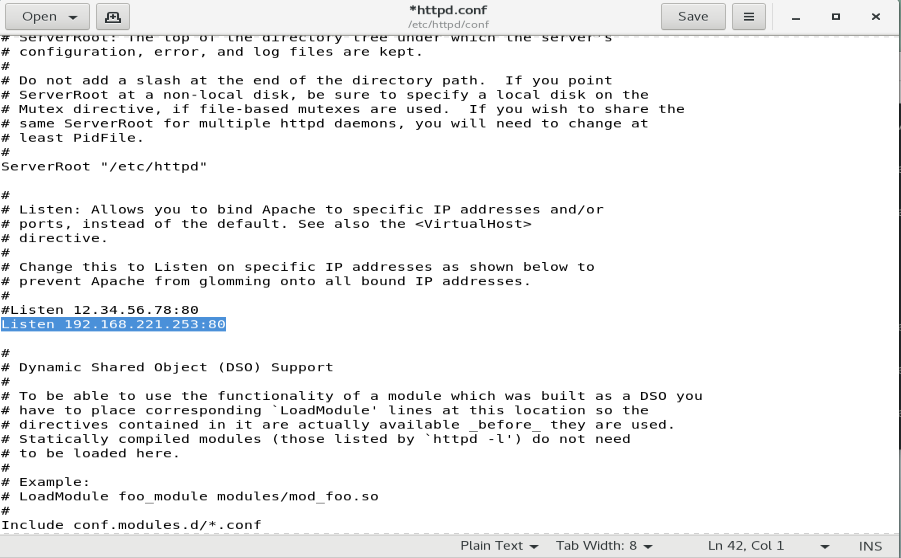 Open
*httpd.conf
/etc/httpd/conf
Save
# ServerRoot: The top of the directory tree under which the server's
# configuration, error, and log files are kept.
#
# Do not add a slash at the end of the directory path.  If you point
# ServerRoot at a non-local disk, be sure to specify a local disk on the
# Mutex directive, if file-based mutexes are used.  If you wish to share the
# same ServerRoot for multiple httpd daemons, you will need to change at
# least PidFile.
#
ServerRoot "/etc/httpd"
#
# Listen: Allows you to bind Apache to specific IP addresses and/or
# ports, instead of the default. See also the <VirtualHost>
# directive.
#
# Change this to Listen on specific IP addresses as shown below to
# prevent Apache from glomming onto all bound IP addresses.
#
#Listen 12.34.56.78:80
Listen 192.168.221.253:80
#
# Dynamic Shared Object (DSO) Support
#
# To be able to use the functionality of a module which was built as a DSO you
# have to place corresponding `LoadModule' lines at this location so the
# directives contained in it are actually available _before_ they are used.
# Statically compiled modules (those listed by `httpd -l') do not need
# to be loaded here.
#
# Example:
# LoadModule foo_module modules/mod_foo.so
#
Include conf.modules.d/*.conf
Plain Text
Tab Width: 8
Ln 42, Col 1
INS